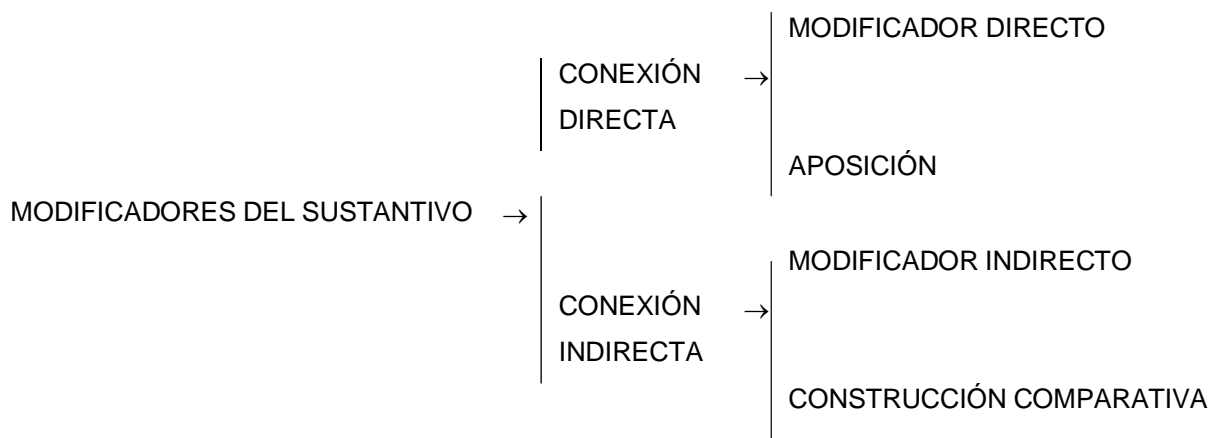 MODIFICADORES DEL SUSTANTIVO →
CONEXIÓN →
DIRECTA
MODIFICADOR DIRECTO
APOSICIÓN
CONEXIÓN →
INDIRECTA
MODIFICADOR INDIRECTO
CONSTRUCCIÓN COMPARATIVA